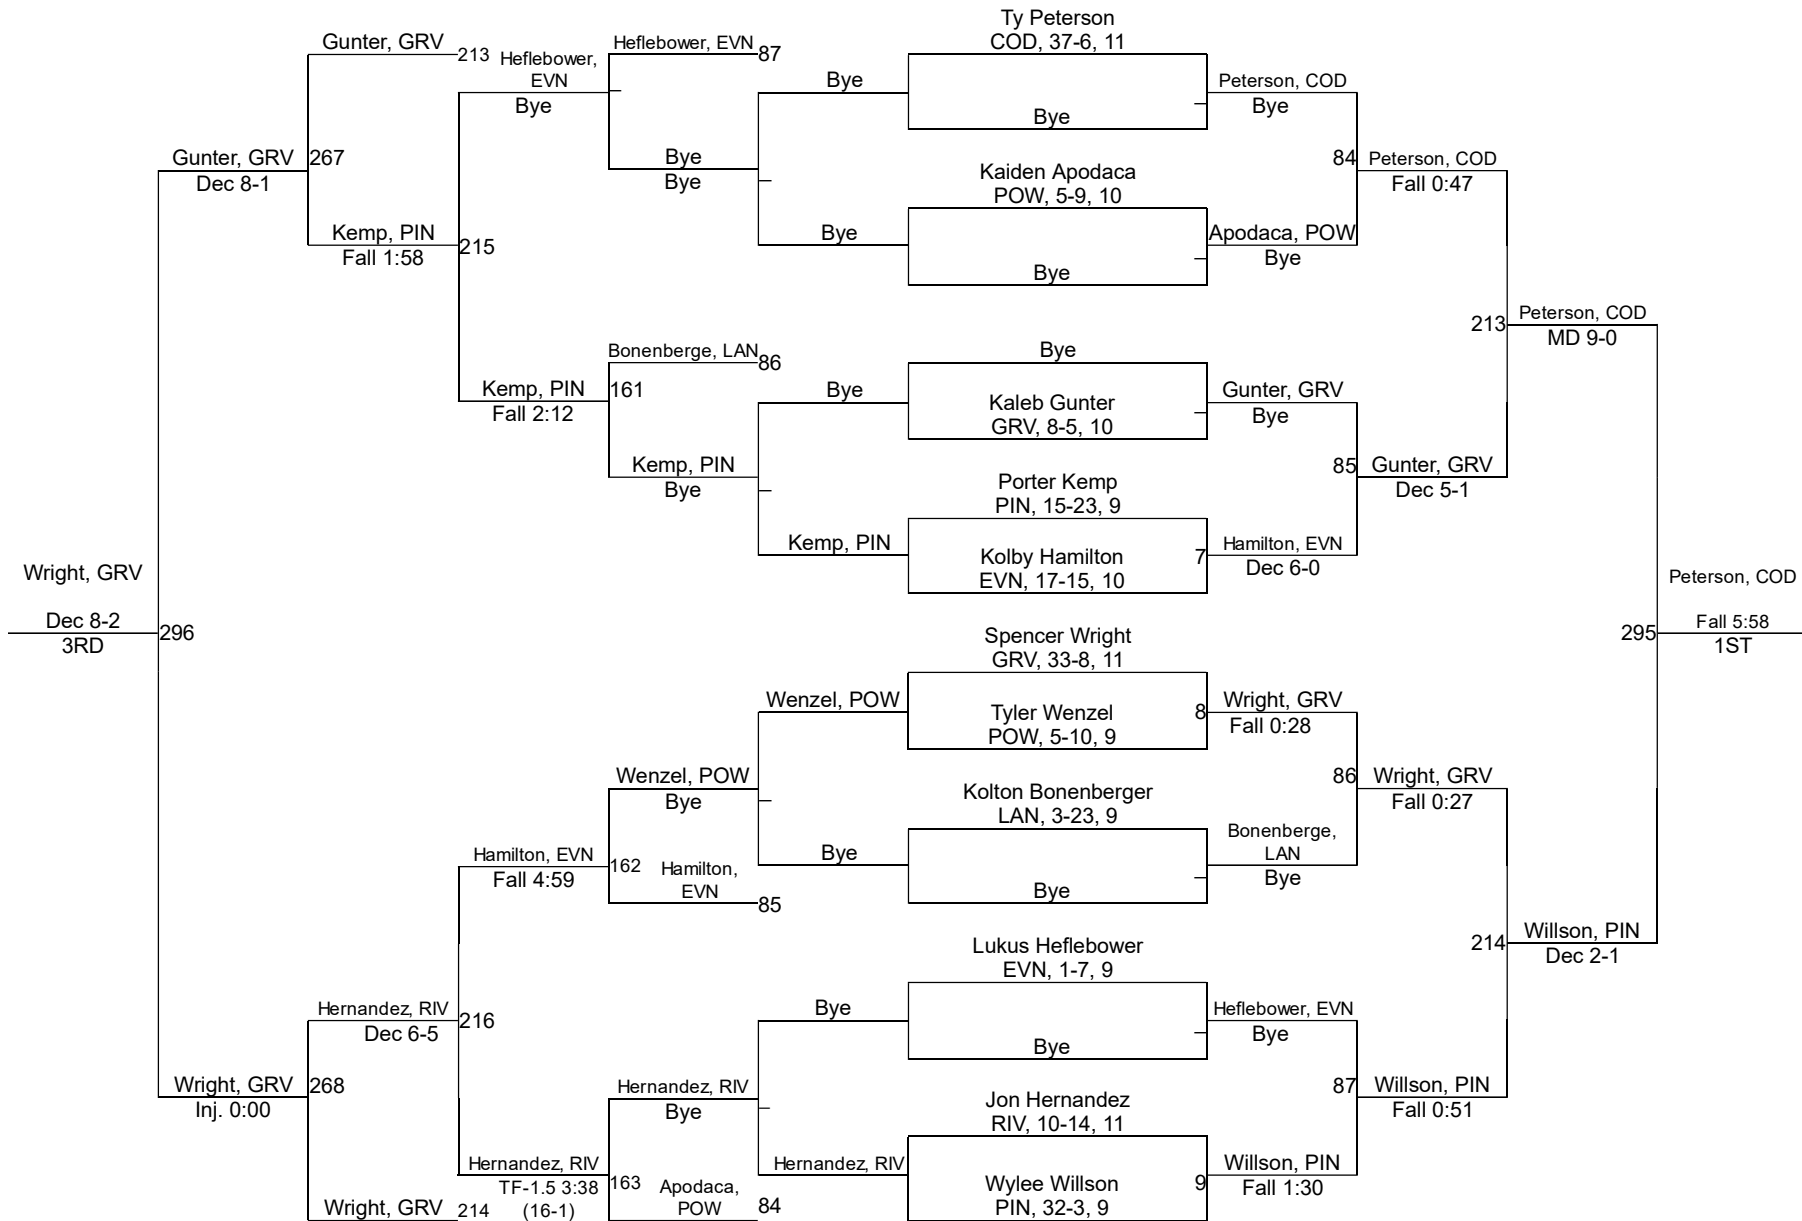 Ty Peterson
COD, 37-6, 11
Gunter, GRV
213
Heflebower,
EVN
Bye
Heflebower, EVN
87
Bye
Bye
Peterson, COD
Bye
Gunter, GRV
Dec 8-1
267
Bye
Bye
Kaiden Apodaca
POW, 5-9, 10
84
Peterson, COD
Fall 0:47
Kemp, PIN
Fall 1:58
215
Bye
Bye
Apodaca, POW
Bye
213
Peterson, COD
MD 9-0
Bonenberge, LAN
86
Bye
Kemp, PIN
Fall 2:12
161
Bye
Kaleb Gunter
GRV, 8-5, 10
Gunter, GRV
Bye
Kemp, PIN
Bye
Porter Kemp
PIN, 15-23, 9
85
Gunter, GRV
Dec 5-1
Kemp, PIN
Kolby Hamilton
EVN, 17-15, 10
7
Hamilton, EVN
Dec 6-0
Wright, GRV
Dec 8-2
3RD
296
Peterson, COD
Fall 5:58
1ST
295
Spencer Wright
GRV, 33-8, 11
Wenzel, POW
Tyler Wenzel
POW, 5-10, 9
8
Wright, GRV
Fall 0:28
Wenzel, POW
Bye
Kolton Bonenberger
LAN, 3-23, 9
86
Wright, GRV
Fall 0:27
Hamilton, EVN
Fall 4:59
162
Hamilton,
EVN
85
Bye
Bye
Bonenberge,
LAN
Bye
Lukus Heflebower
EVN, 1-7, 9
214
Willson, PIN
Dec 2-1
Hernandez, RIV
Dec 6-5
216
Bye
Bye
Heflebower, EVN
Bye
Wright, GRV
Inj. 0:00
268
Hernandez, RIV
Bye
Jon Hernandez
RIV, 10-14, 11
87
Willson, PIN
Fall 0:51
Hernandez, RIV
TF-1.5 3:38
(16-1)
163
Apodaca,
POW
84
Hernandez, RIV
Wylee Willson
PIN, 32-3, 9
9
Willson, PIN
Fall 1:30
Wright, GRV
214